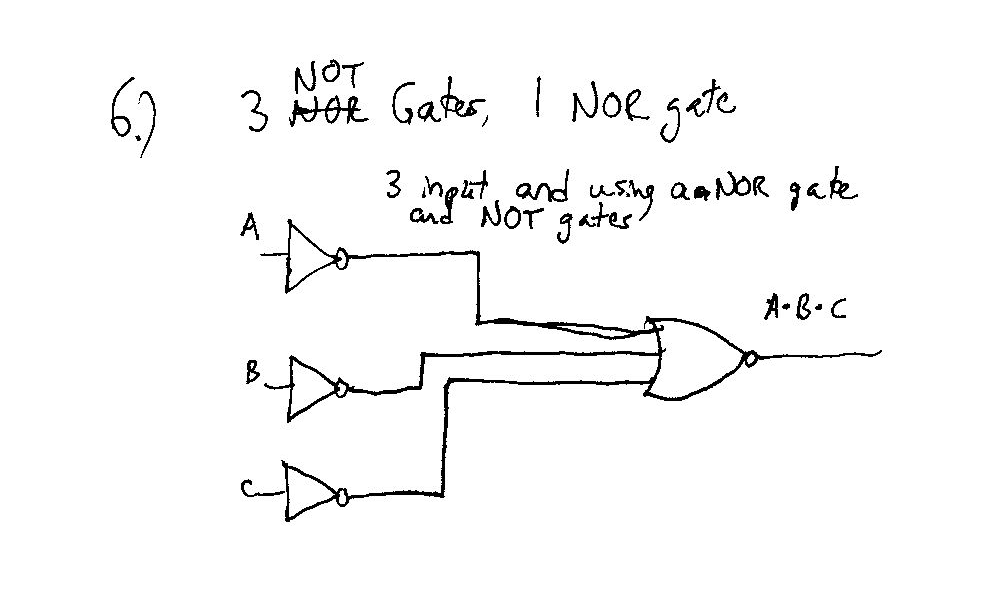 NOT
6.) 3 NOR Gates, 1 NOR gate
3 input and using a NOR gate
and NOT gates
A
A·B·C
B
C